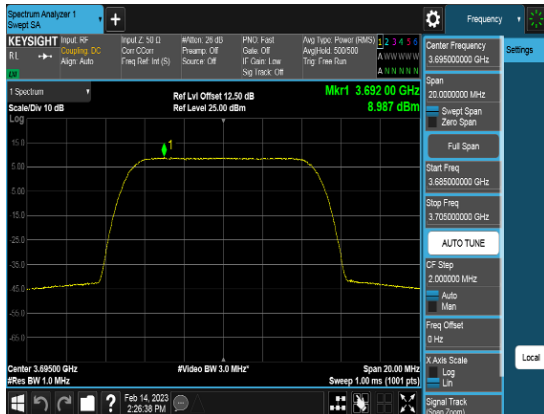 Spectrum Analyzer 1
Swept SA
Frequency
KEYSIGHT
Input: RF
Coupling: DC
Align: Auto
Input Z: 50 Ω
Corr CCorr
Freq Ref: Int (S)
#Atten: 26 dB
Preamp: Off
Source: Off
PNO: Fast
Gate: Off
IF Gain: Low
Sig Track: Off
Avg Type: Power (RMS)
Avg|Hold: 500/500
Trig: Free Run
1 2 3 4 5 6
A W W W W W
A N N N N N
1 Spectrum
Scale/Div 10 dB
Ref Lvl Offset 12.50 dB
Ref Level 25.00 dBm
Mkr1 3.692 00 GHz
8.987 dBm
Log
15.0
5.00
-5.00
-15.0
-25.0
-35.0
-45.0
-55.0
-65.0
1
Center 3.69500 GHz
#Res BW 1.0 MHz
#Video BW 3.0 MHz*
Span 20.00 MHz
Sweep 1.00 ms (1001 pts)
Feb 14, 2023
2:26:38 PM
Center Frequency
3.695000000 GHz
Span
20.0000000 MHz
Swept Span
Zero Span
Full Span
Start Freq
3.685000000 GHz
Stop Freq
3.705000000 GHz
AUTO TUNE
CF Step
2.000000 MHz
Auto
Man
Freq Offset
0 Hz
X Axis Scale
Log
Lin
Signal Track
(Span Zoom)
Settings
Local